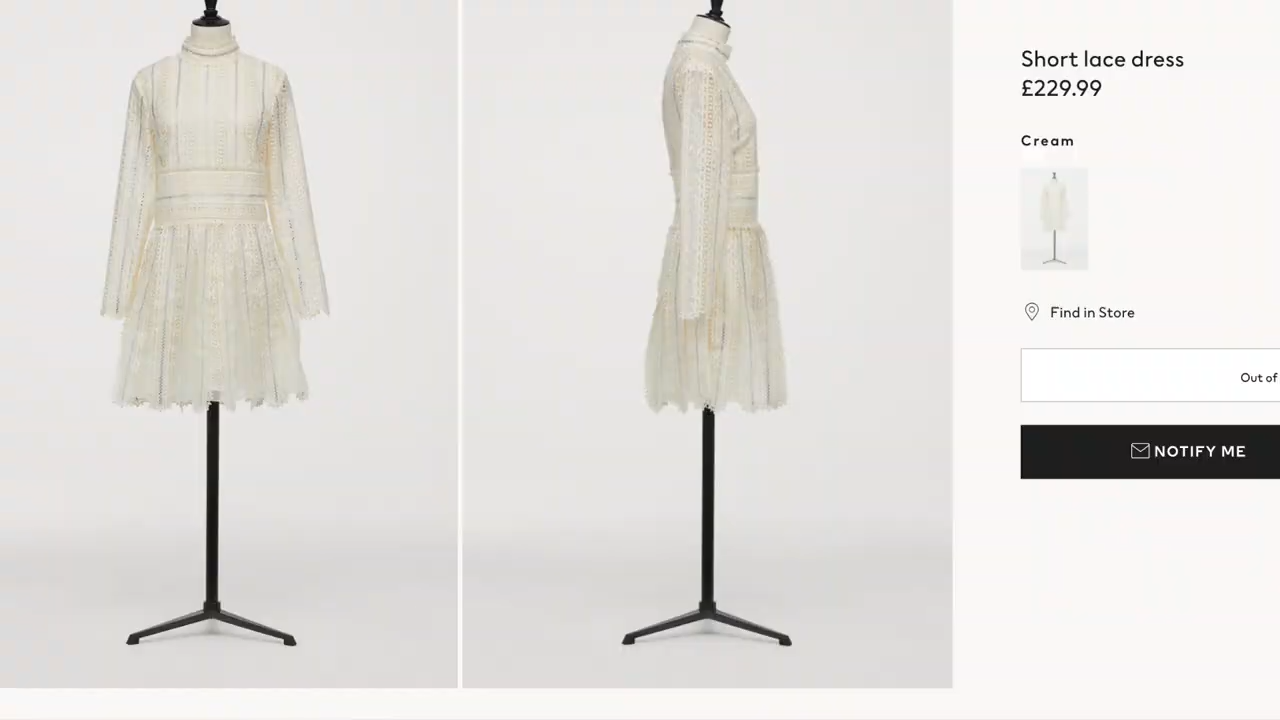 Short lace dress
£229.99
Cream
Find in Store
Out of
NOTIFY ME